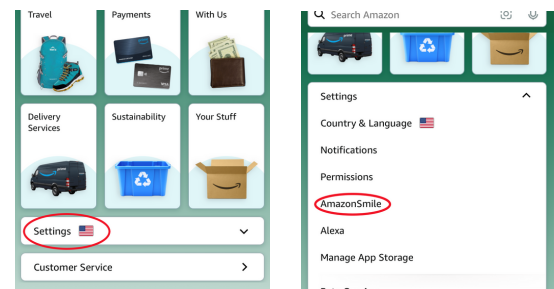 Travel
Payments
With Us
Delivery
Services
Sustainability
Your Stuff
Settings
Customer Service
Search Amazon
Settings
Country & Language
Notifications
Permissions
AmazonSmile
Alexa
Manage App Storage